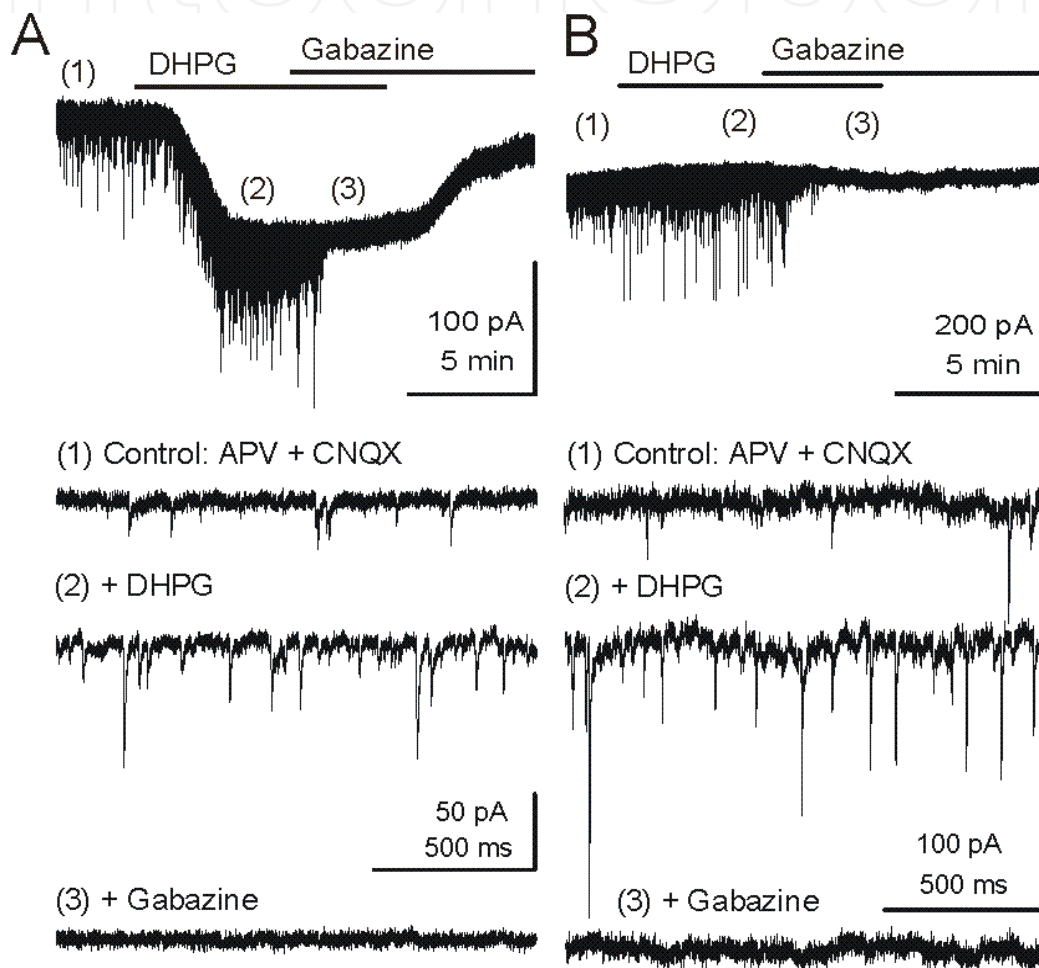 A
Gabazine
DHPG
(1)
(2)
(3)
100 pA
5 min
(1) Control: APV + CNQX
(2) + DHPG
50 pA
500 ms
(3) + Gabazine
B
Gabazine
DHPG
(1)
(2)
(3)
200 pA
5 min
(1) Control: APV + CNQX
(2) + DHPG
100 pA
500 ms
(3) + Gabazine